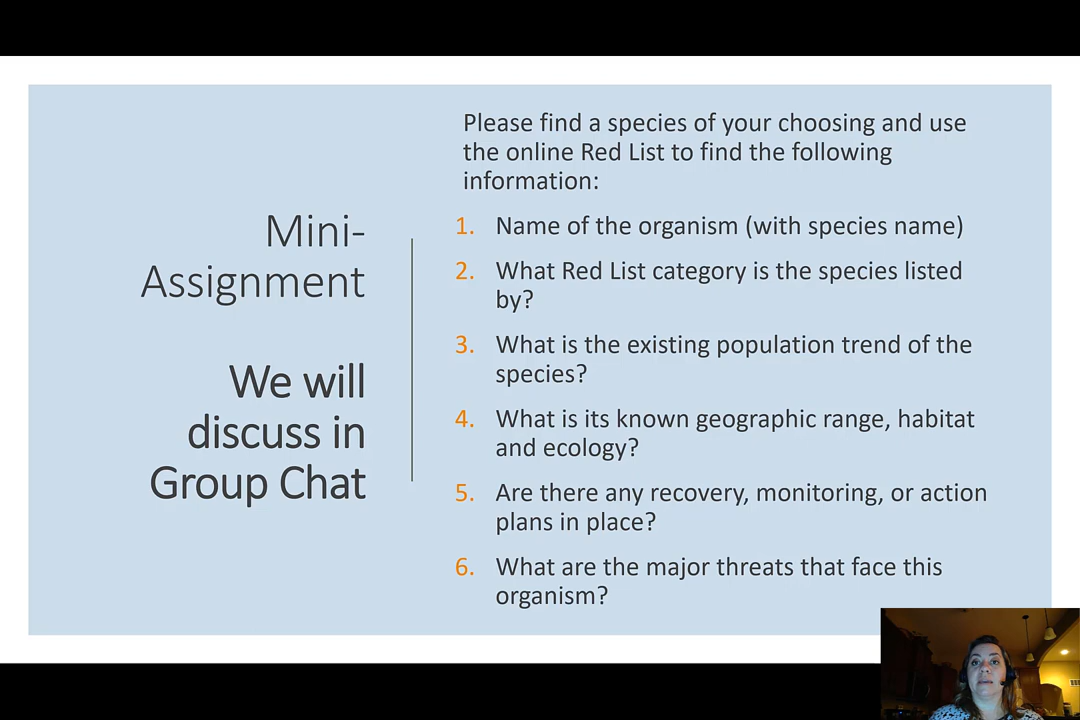 Mini-
Assignment
We will
discuss in
Group Chat
Please find a species of your choosing and use
the online Red List to find the following
information:
1. Name of the organism (with species name)
2. What Red List category is the species listed
by?
3. What is the existing population trend of the
species?
4. What is its known geographic range, habitat
and ecology?
5. Are there any recovery, monitoring, or action
plans in place?
6. What are the major threats that face this
organism?